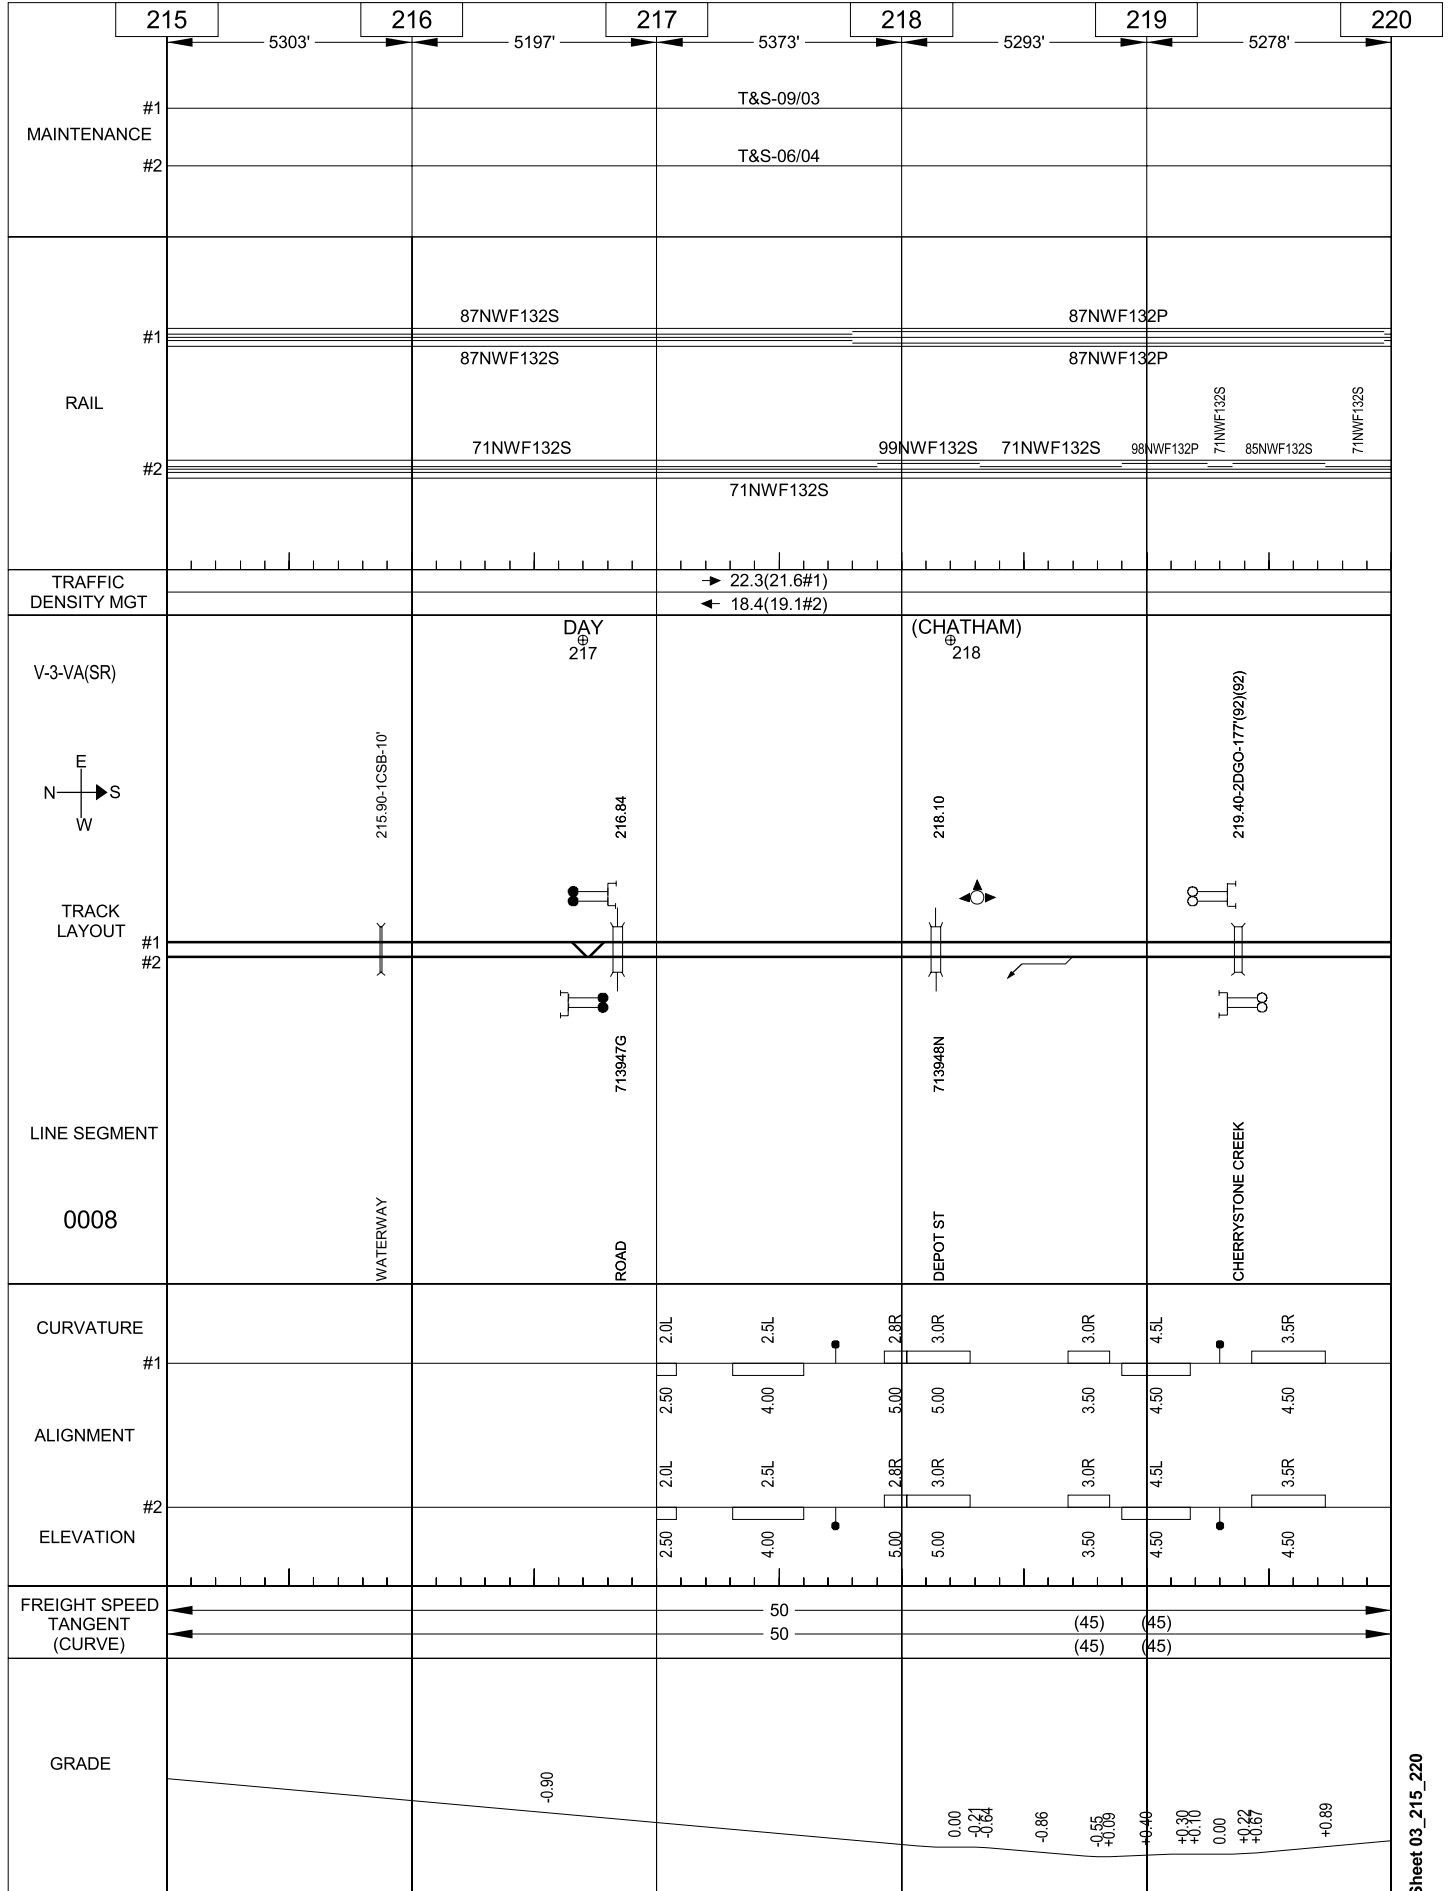 215 216 217 218 219 220
5303' 5197' 5373' 5293' 5278'
MAINTENANCE
#1 T&S-09/03
#2 T&S-06/04
RAIL
87NWF132S 87NWF132P
#1
87NWF132S 87NWF132P
71NWF132S 99NWF132S 71NWF132S 98NWF132P 71NWF132S 85NWF132S 71NWF132S
#2
71NWF132S
TRAFFIC
DENSITY MGT
22.3(21.6#1)
18.4(19.1#2)
DAY (CHATHAM)
217 218
V-3-VA(SR)
E
N S
W
215.90-1CSB-10'
216.84
218.10
219.40-2DGO-177'(92)(92)
TRACK
LAYOUT
#1
#2
713947G
713948N
LINE SEGMENT
0008
WATERWAY
ROAD
DEPOT ST
CHERRYSTONE CREEK
CURVATURE
2.0L 2.5L 2.8R 3.0R 3.0R 4.5L 3.5R
#1
2.50 4.00 5.00 5.00 3.50 4.50 4.50
ALIGNMENT
2.0L 2.5L 2.8R 3.0R 3.0R 4.5L 3.5R
#2
ELEVATION
2.50 4.00 5.00 5.00 3.50 4.50 4.50
FREIGHT SPEED
TANGENT
(CURVE)
50
(45) (45)
50
(45) (45)
GRADE
-0.90 0.00 -0.21 -0.64 -0.86 -0.55 +0.09 +0.40 +0.30 +0.10 0.00 +0.22 +0.67 +0.89
Sheet 03_215_220